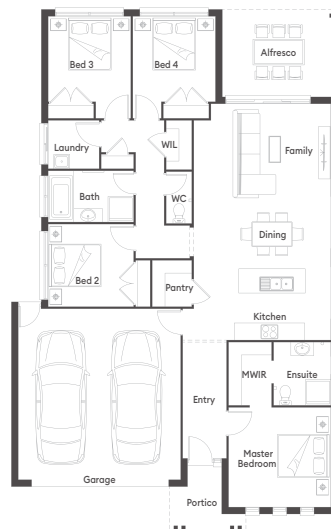 Alfresco
Bed 3
Bed 4
Laundry
WIL
Family
Bath
WC
Dining
Bed 2
Pantry
Kitchen
MWIR
Ensuite
Entry
Master
Bedroom
Garage
Portico